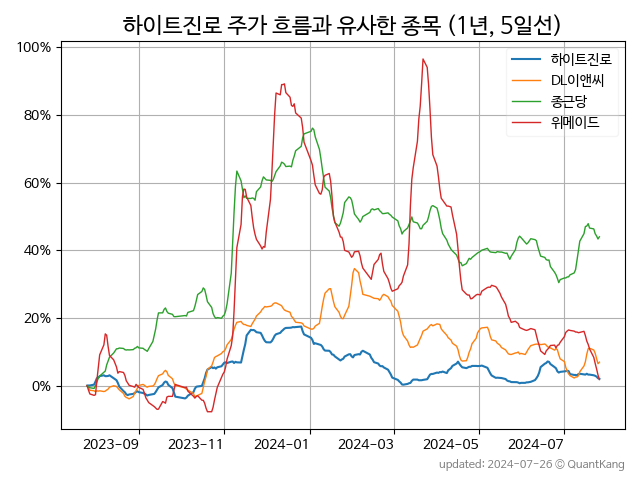 하이트진로 주가 흐름과 유사한 종목 (1년, 5일선)
100%
80%
60%
40%
20%
0%
하이트진로
DL이앤씨
종근당
위메이드
2023-09
2023-11
2024-01
2024-03
2024-05
2024-07
updated: 2024-07-26 © QuantKang